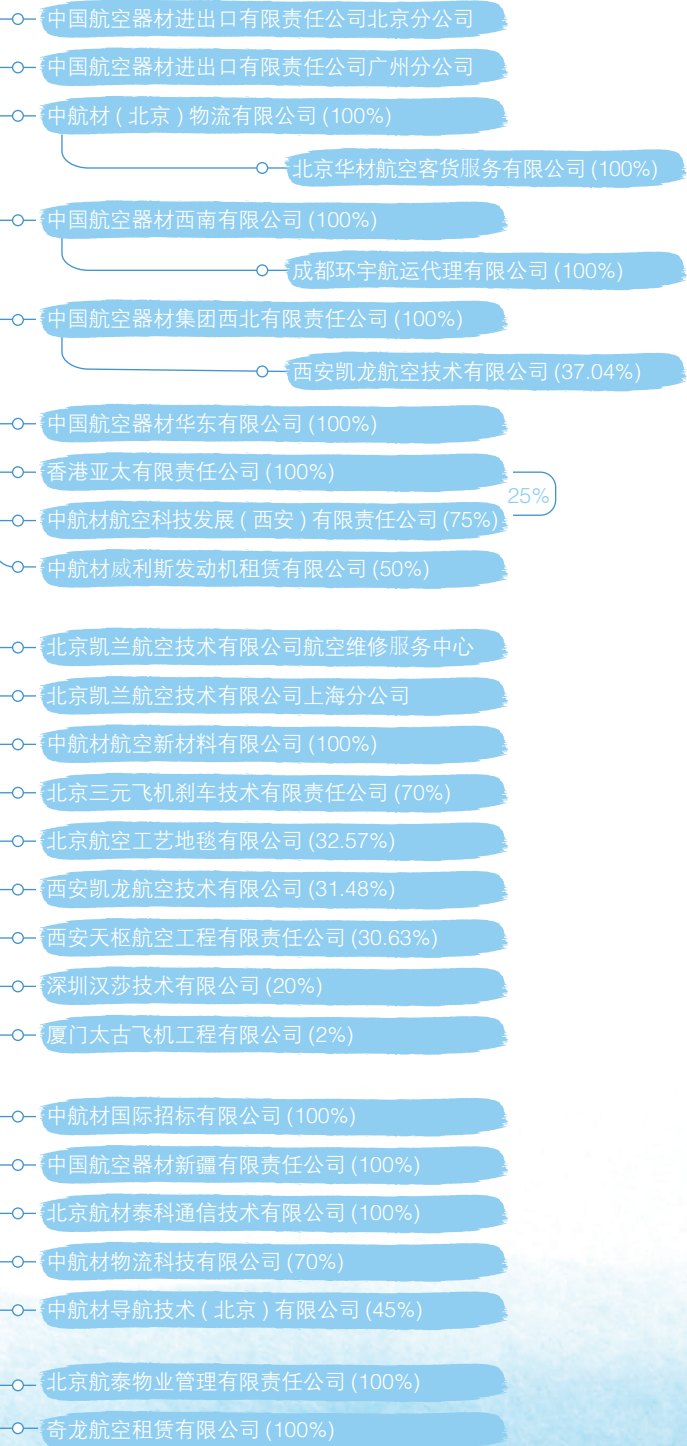 中国航空器材进出口有限责任公司北京分公司
中国航空器材进出口有限责任公司广州分公司
中航材 ( 北京 ) 物流有限公司 (100%)
北京华材航空客货服务有限公司 (100%)
中国航空器材西南有限公司 (100%)
成都环宇航运代理有限公司 (100%)
中国航空器材集团西北有限责任公司 (100%)
西安凯龙航空技术有限公司 (37.04%)
中国航空器材华东有限公司 (100%)
香港亚太有限责任公司 (100%)
25%
中航材航空科技发展 ( 西安 ) 有限责任公司 (75%)
中航材威利斯发动机租赁有限公司 (50%)
北京凯兰航空技术有限公司航空维修服务中心
北京凯兰航空技术有限公司上海分公司
中航材航空新材料有限公司 (100%)
北京三元飞机刹车技术有限责任公司 (70%)
北京航空工艺地毯有限公司 (32.57%)
西安凯龙航空技术有限公司 (31.48%)
西安天枢航空工程有限责任公司 (30.63%)
深圳汉莎技术有限公司 (20%)
厦门太古飞机工程有限公司 (2%)
中航材国际招标有限公司 (100%)
中国航空器材新疆有限责任公司 (100%)
北京航材泰科通信技术有限公司 (100%)
中航材物流科技有限公司 (70%)
中航材导航技术 ( 北京 ) 有限公司 (45%)
北京航泰物业管理有限责任公司 (100%)
奇龙航空租赁有限公司 (100%)